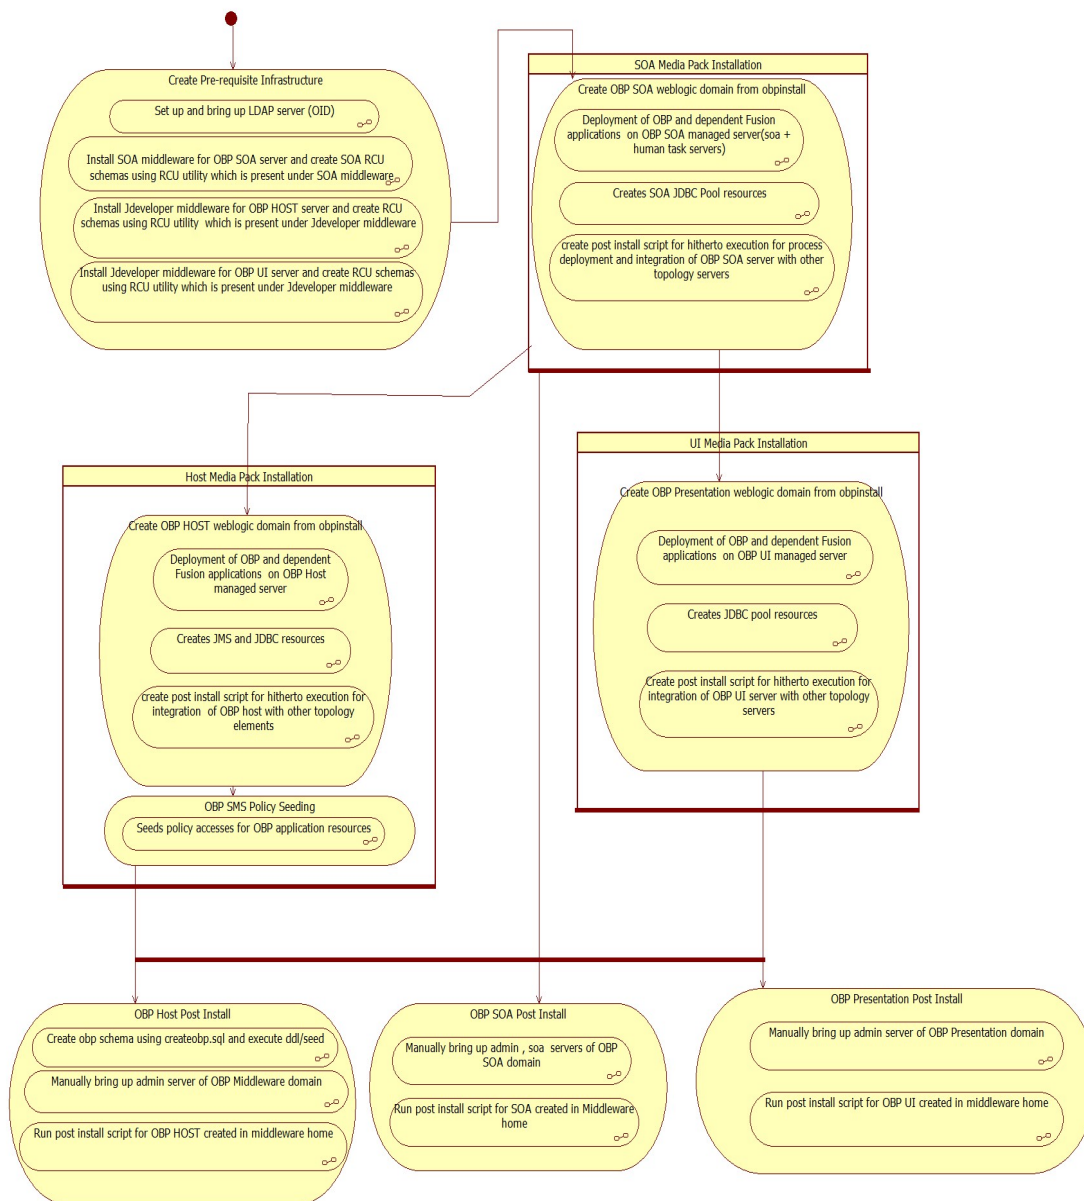 Create Pre-requisite Infrastructure
Set up and bring up LDAP server (OID)
Install SOA middleware for OBP SOA server and create SOA RCU
schemas using RCU utility which is present under SOA middleware
Install Jdeveloper middleware for OBP HOST server and create RCU
schemas using RCU utility which is present under Jdeveloper middleware
Install Jdeveloper middleware for OBP UI server and create RCU schemas
using RCU utility which is present under Jdeveloper middleware
SOA Media Pack Installation
Create OBP SOA weblogic domain from obpinstall
Deployment of OBP and dependent Fusion
applications on OBP SOA managed server(soa +
human task servers)
Creates SOA JDBC Pool resources
create post install script for hitherto execution for process
deployment and integration of OBP SOA server with other
topology servers
Host Media Pack Installation
Create OBP HOST weblogic domain from obpinstall
Deployment of OBP and dependent
Fusion applications on OBP Host
managed server
Creates JMS and JDBC resources
create post install script for hitherto execution for
integration of OBP host with other topology
elements
OBP SMS Policy Seeding
Seeds policy accesses for OBP application resources
UI Media Pack Installation
Create OBP Presentation weblogic domain from obpinstall
Deployment of OBP and dependent Fusion
applications on OBP UI managed server
Creates JDBC pool resources
Create post install script for hitherto execution for
integration of OBP UI server with other topology
servers
OBP Host Post Install
Create obp schema using createobp.sql and execute ddl/seed
Manually bring up admin server of OBP Middleware domain
Run post install script for OBP HOST created in middleware home
OBP SOA Post Install
Manually bring up admin , soa servers of OBP
SOA domain
Run post install script for SOA created in Middleware
home
OBP Presentation Post Install
Manually bring up admin server of OBP Presentation domain
Run post install script for OBP UI created in middleware home